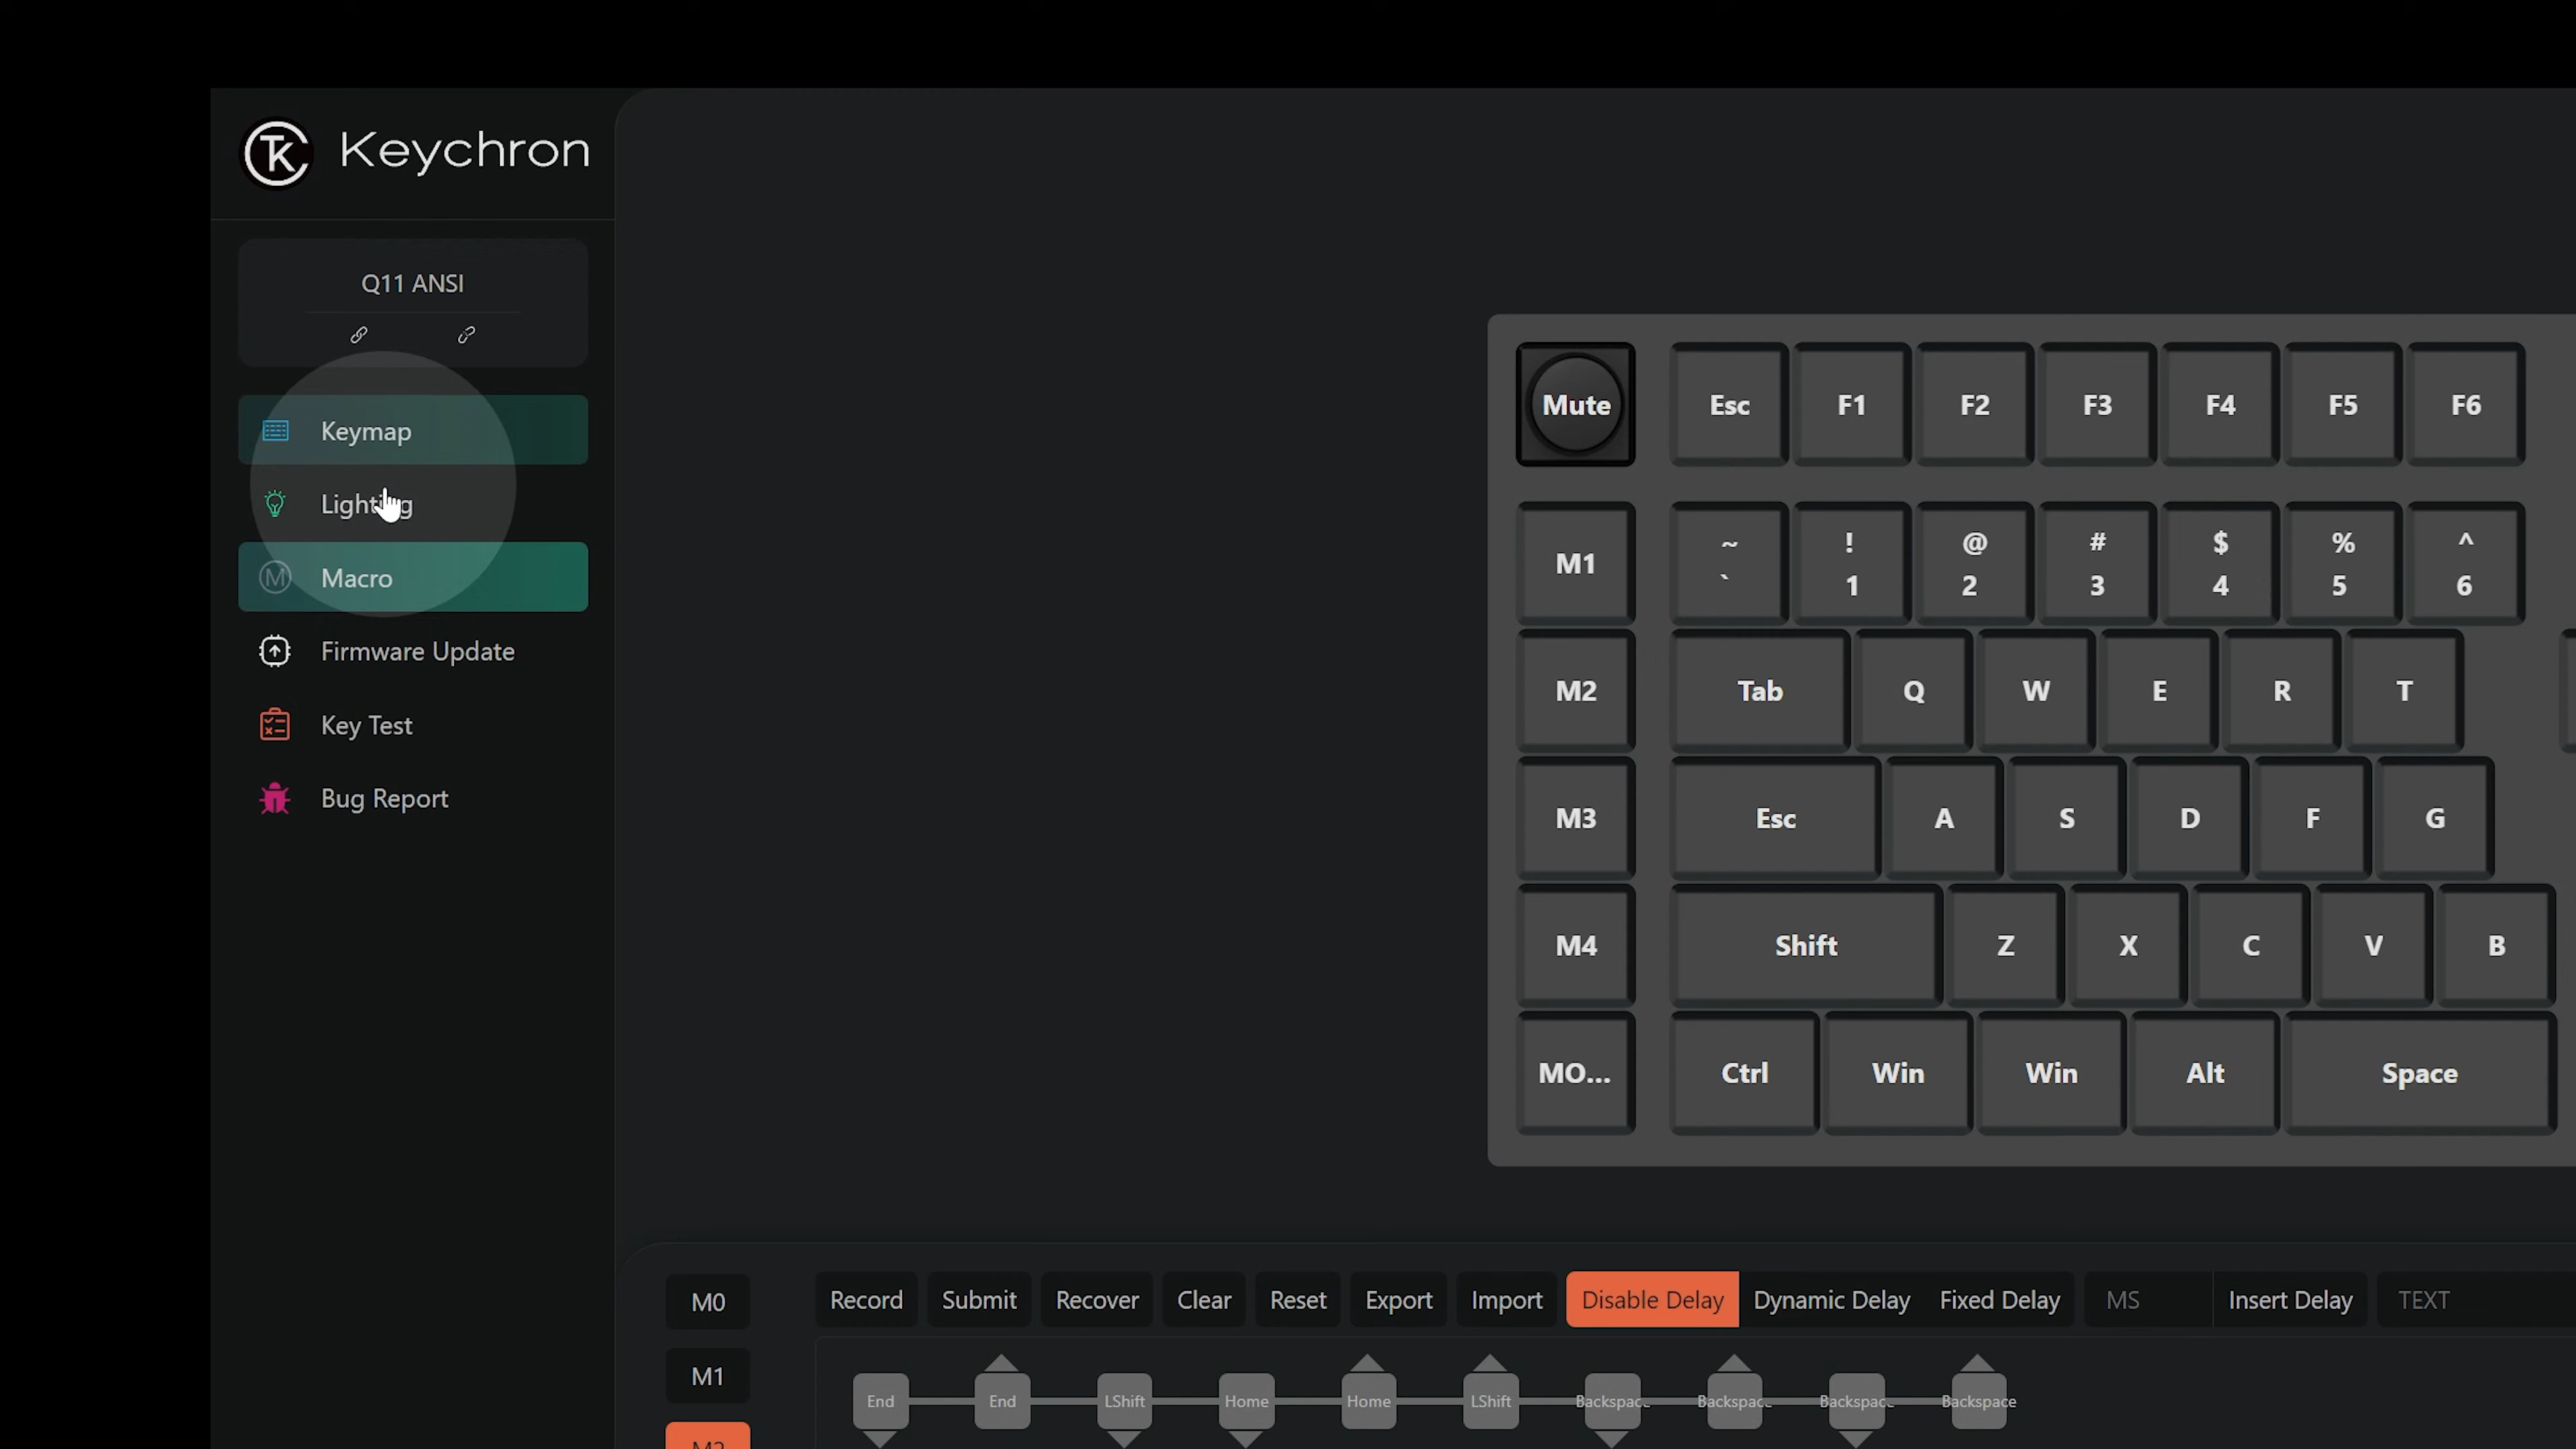 Keychron
Q11 ANSI
Keymap
Lighting
Macro
Firmware Update
Key Test
Bug Report
Mute Esc F1 F2 F3 F4 F5 F6
M1 ~ ` ! 1 @ 2 # 3 $ 4 % 5 ^ 6
M2 Tab Q W E R T
M3 Esc A S D F G
M4 Shift Z X C V B
MO... Ctrl Win Win Alt Space
M0 Record Submit Recover Clear Reset Export Import Disable Delay Dynamic Delay Fixed Delay MS Insert Delay TEXT
M1
End End LShift Home Home LShift Backspace Backspace Backspace Backspace